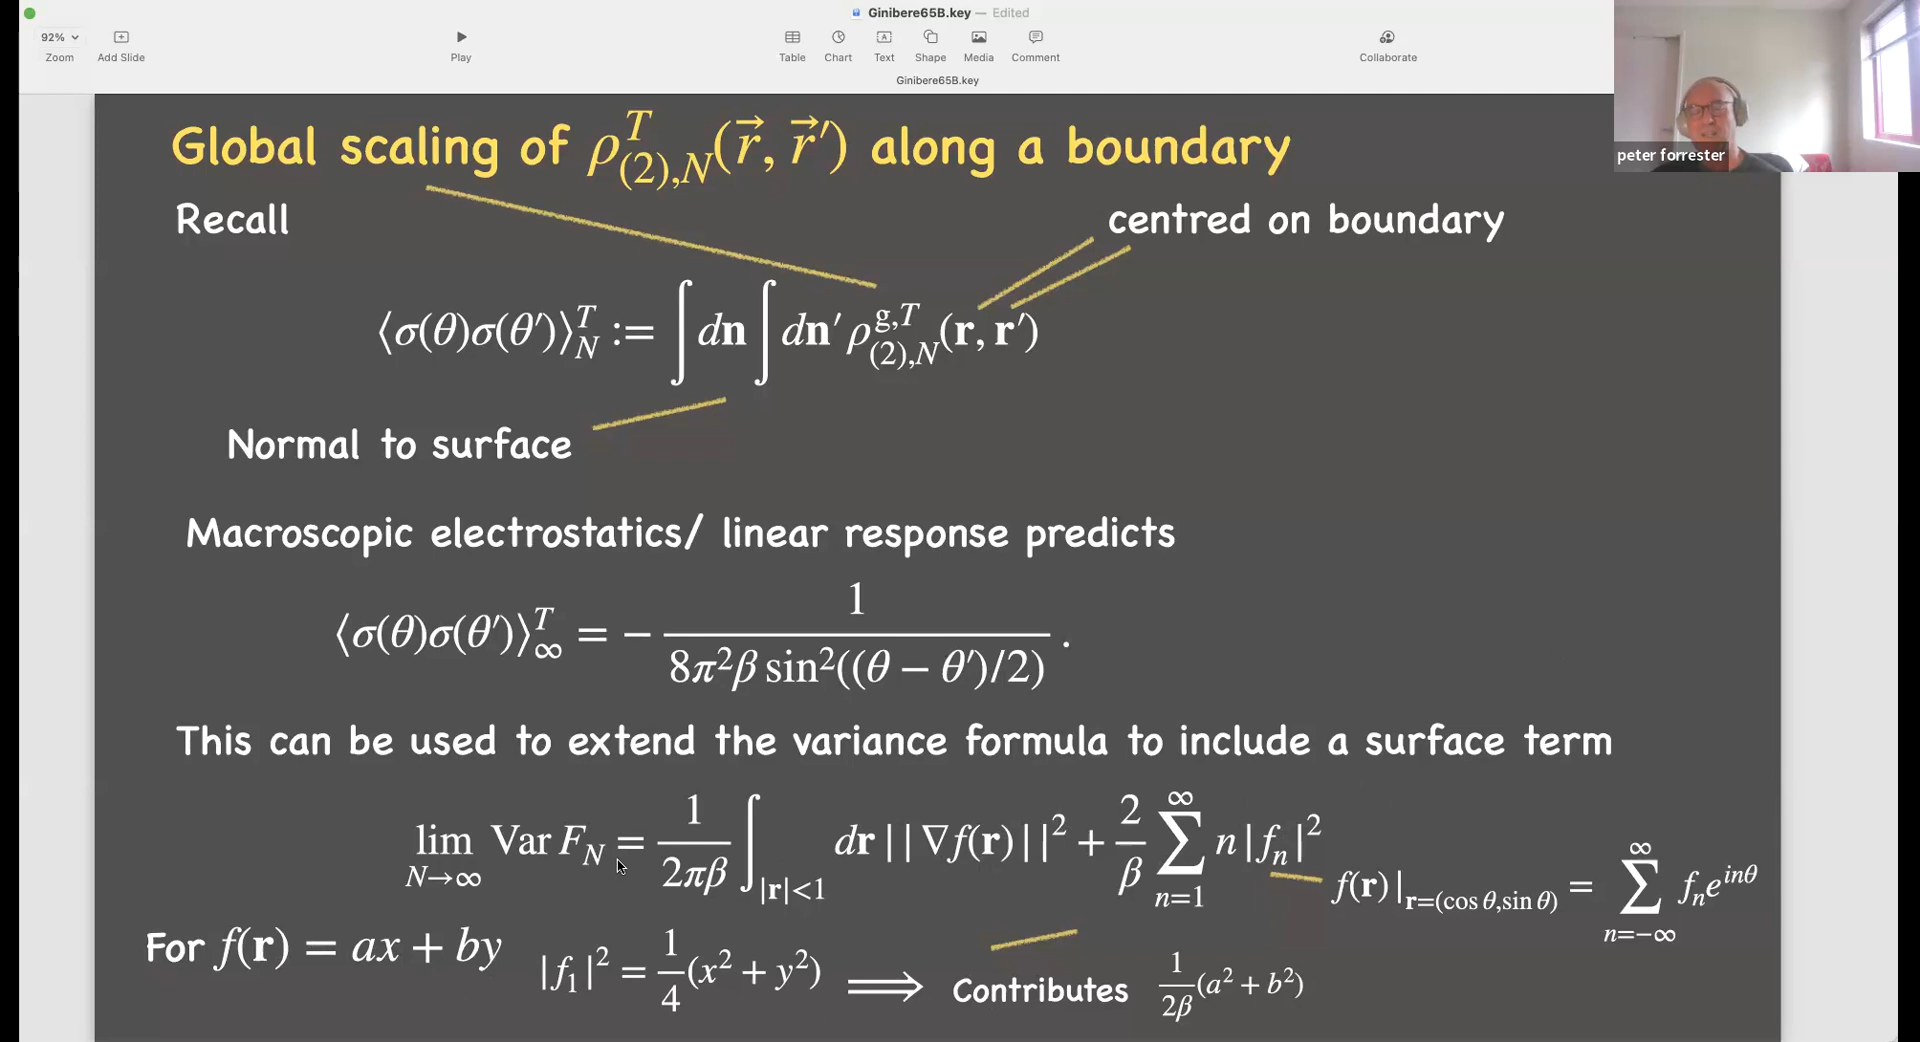 Ginibere65B.key — Edited
92%
Zoom Add Slide Play Table Chart Text Shape Media Comment Collaborate
Ginibere65B.key
peter forrester
Global scaling of ρ^T_{(2),N}(r⃗, r⃗′) along a boundary
Recall
centred on boundary
⟨σ(θ)σ(θ′)⟩^T_N := ∫ dn ∫ dn′ ρ^{g,T}_{(2),N}(r, r′)
Normal to surface
Macroscopic electrostatics/ linear response predicts
⟨σ(θ)σ(θ′)⟩^T_∞ = − 1 / (8π²β sin²((θ − θ′)/2)) .
This can be used to extend the variance formula to include a surface term
lim_{N→∞} Var F_N = 1/(2πβ) ∫_{|r|<1} dr ||∇f(r)||² + 2/β ∑_{n=1}^{∞} n|f_n|²
f(r)|_{r=(cos θ,sin θ)} = ∑_{n=−∞}^{∞} f_n e^{inθ}
For f(r) = ax + by
|f_1|² = 1/4 (x² + y²) ⟹ Contributes 1/(2β) (a² + b²)